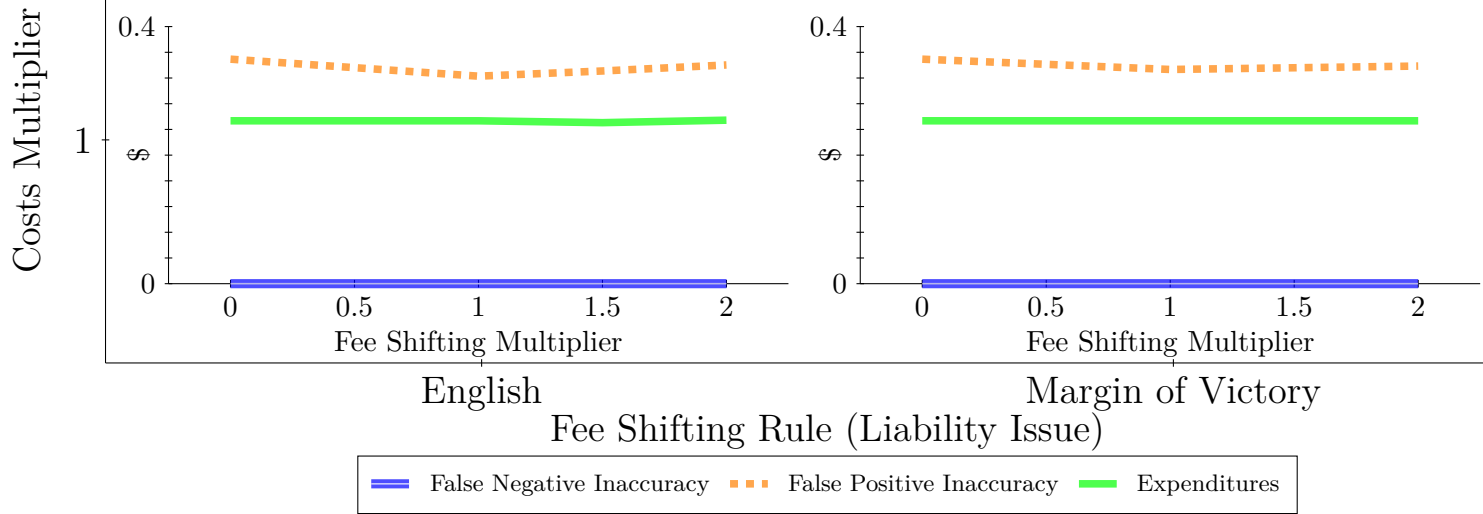 Costs Multiplier
1
0.4
$
0
0 0.5 1 1.5 2
Fee Shifting Multiplier
0.4
$
0
0 0.5 1 1.5 2
Fee Shifting Multiplier
English
Margin of Victory
Fee Shifting Rule (Liability Issue)
False Negative Inaccuracy False Positive Inaccuracy Expenditures